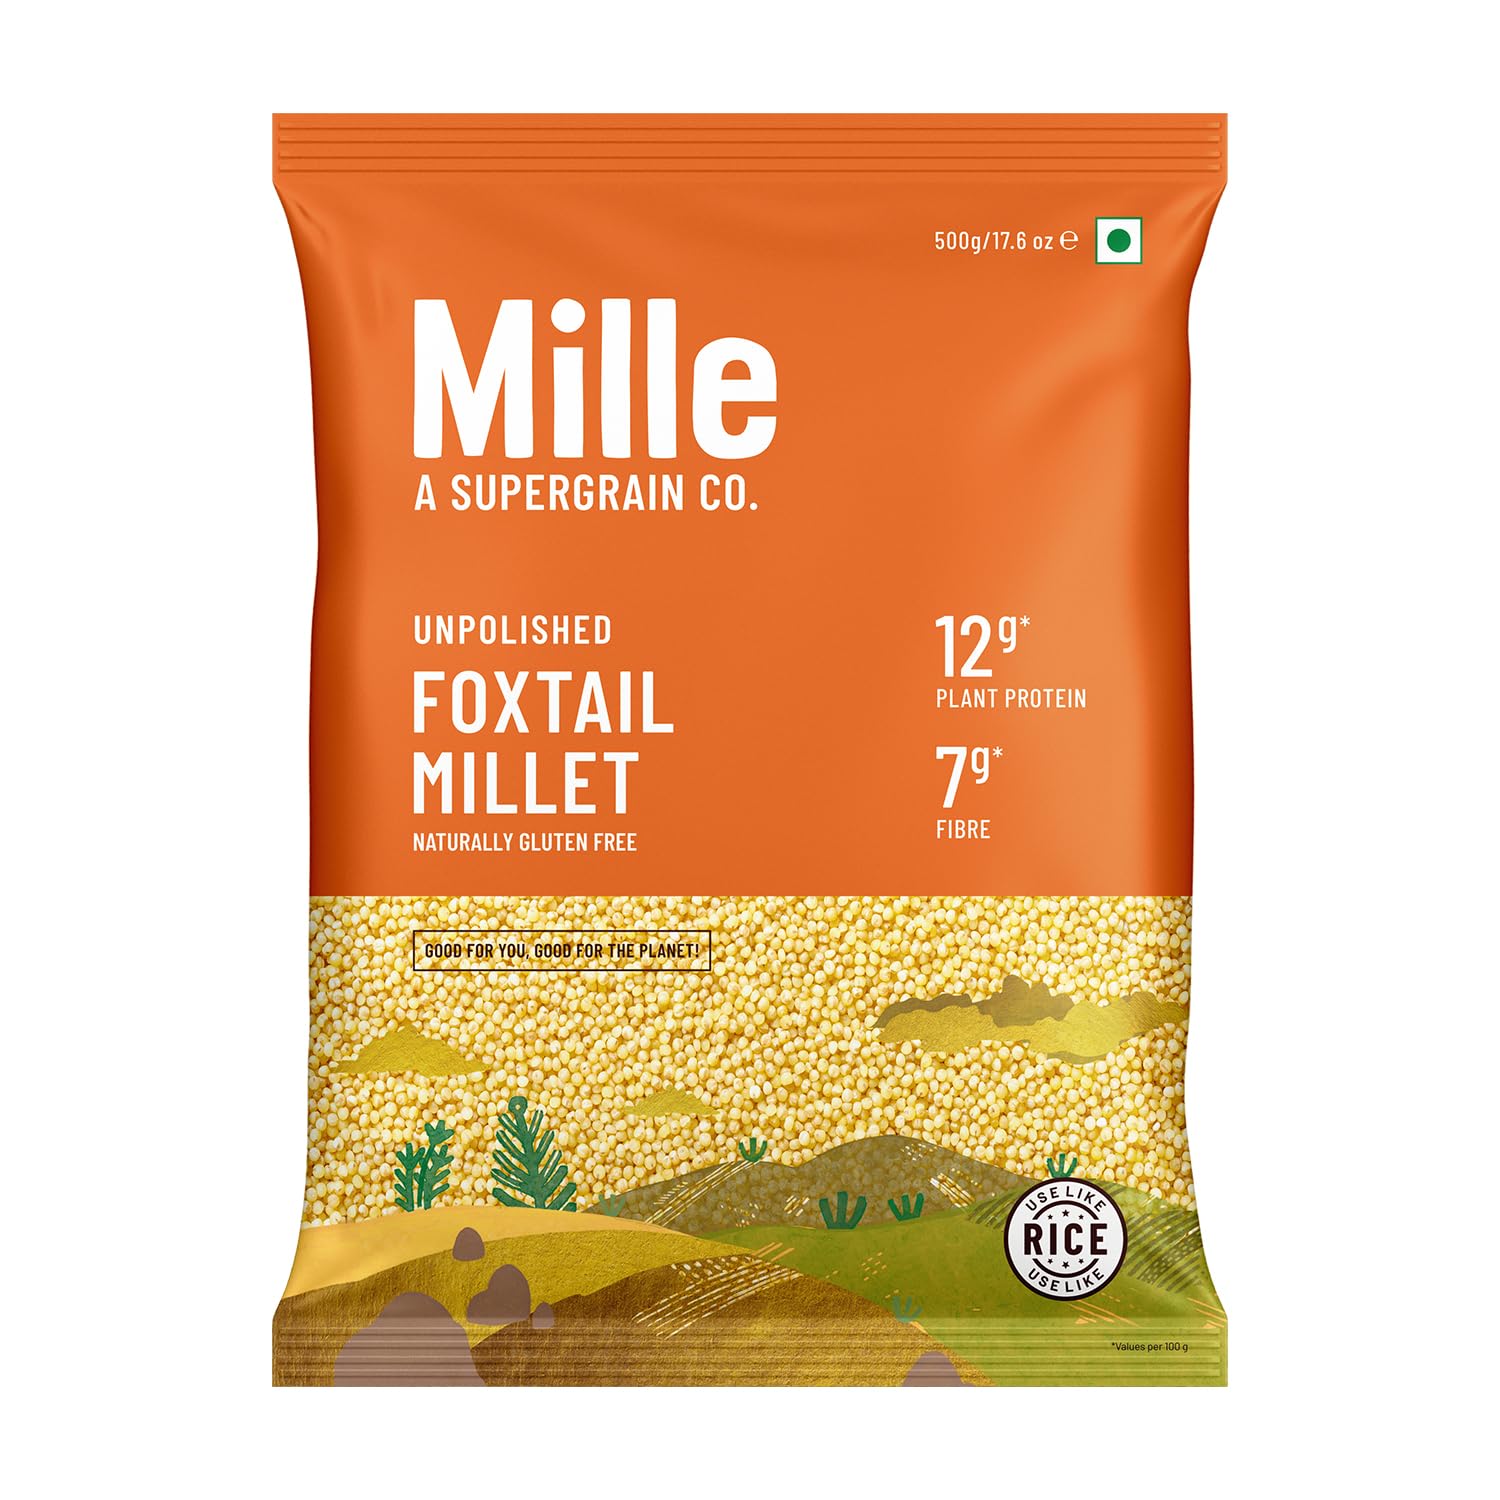 500g/17.6 oz ℮
Mille
A SUPERGRAIN CO.
UNPOLISHED
FOXTAIL
MILLET
NATURALLY GLUTEN FREE
12g*
PLANT PROTEIN
7g*
FIBRE
GOOD FOR YOU, GOOD FOR THE PLANET!
USE LIKE
RICE
USE LIKE
*Values per 100 g